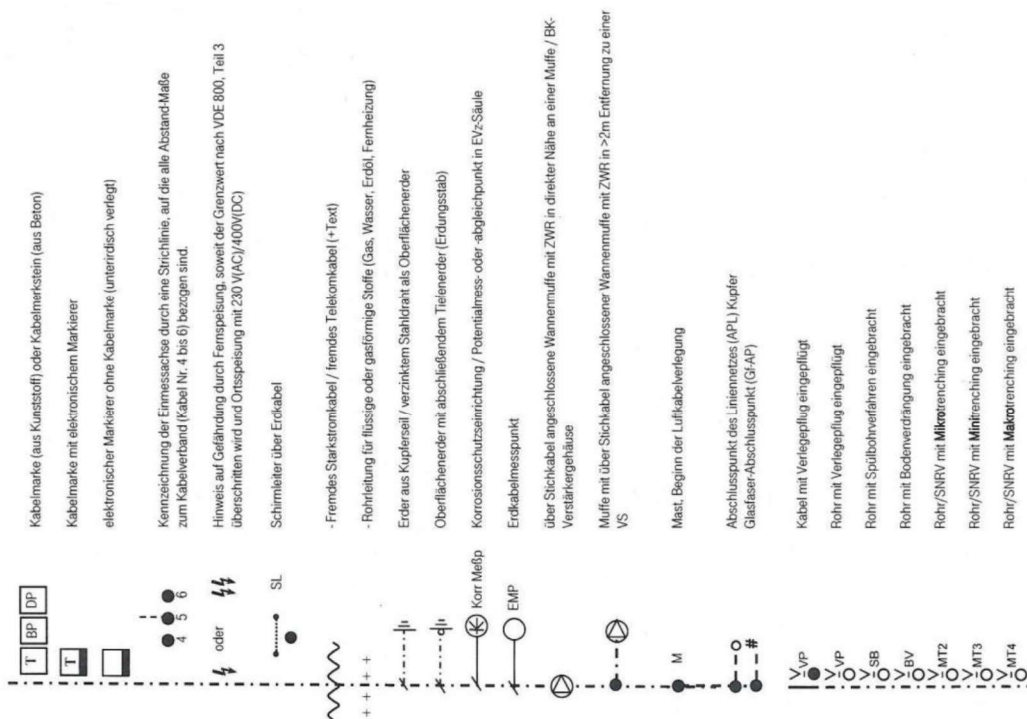 T BP DP Kabelmarke (aus Kunststoff) oder Kabelmerkstein (aus Beton)
T Kabelmarke mit elektronischem Markierer
elektronischer Markierer ohne Kabelmarke (unterirdisch verlegt)
4 5 6 Kennzeichnung der Einmessachse durch eine Strichlinie, auf die alle Abstand-Maße
zum Kabelverband (Kabel Nr. 4 bis 6) bezogen sind.
oder Hinweis auf Gefährdung durch Fernspeisung, soweit der Grenzwert nach VDE 800, Teil 3
überschritten wird und Ortsspeisung mit 230 V(AC)/400V(DC)
SL Schirmleiter über Erdkabel
- Fremdes Starkstromkabel / fremdes Telekomkabel (+Text)
+ + + + + - Rohrleitung für flüssige oder gasförmige Stoffe (Gas, Wasser, Erdöl, Fernheizung)
Erder aus Kupferseil / verzinktem Stahldraht als Oberflächenerder
Oberflächenerder mit abschließendem Tielenerder (Erdungsstab)
Korr Meßp Korrosionsschutzeinrichtung / Potentialmess- oder -abgleichpunkt in EVz-Säule
EMP Erdkabelmesspunkt
über Stichkabel angeschlossene Wannenmuffe mit ZWR in direkter Nähe an einer Muffe / BK-
Verstärkergehäuse
Muffe mit über Stichkabel angeschlossener Wannenmuffe mit ZWR in >2m Entfernung zu einer
VS
M Mast, Beginn der Luftkabelverlegung
Abschlusspunkt des Liniennetzes (APL) Kupfer
# Glasfaser-Abschlusspunkt (Gf-AP)
VP Kabel mit Verlegepflug eingepflügt
VP Rohr mit Verlegepflug eingepflügt
SB Rohr mit Spülbohrverfahren eingebracht
BV Rohr mit Bodenverdrängung eingebracht
MT2 Rohr/SNRV mit Mikrotrenching eingebracht
MT3 Rohr/SNRV mit Minitrenching eingebracht
MT4 Rohr/SNRV mit Makrotrenching eingebracht